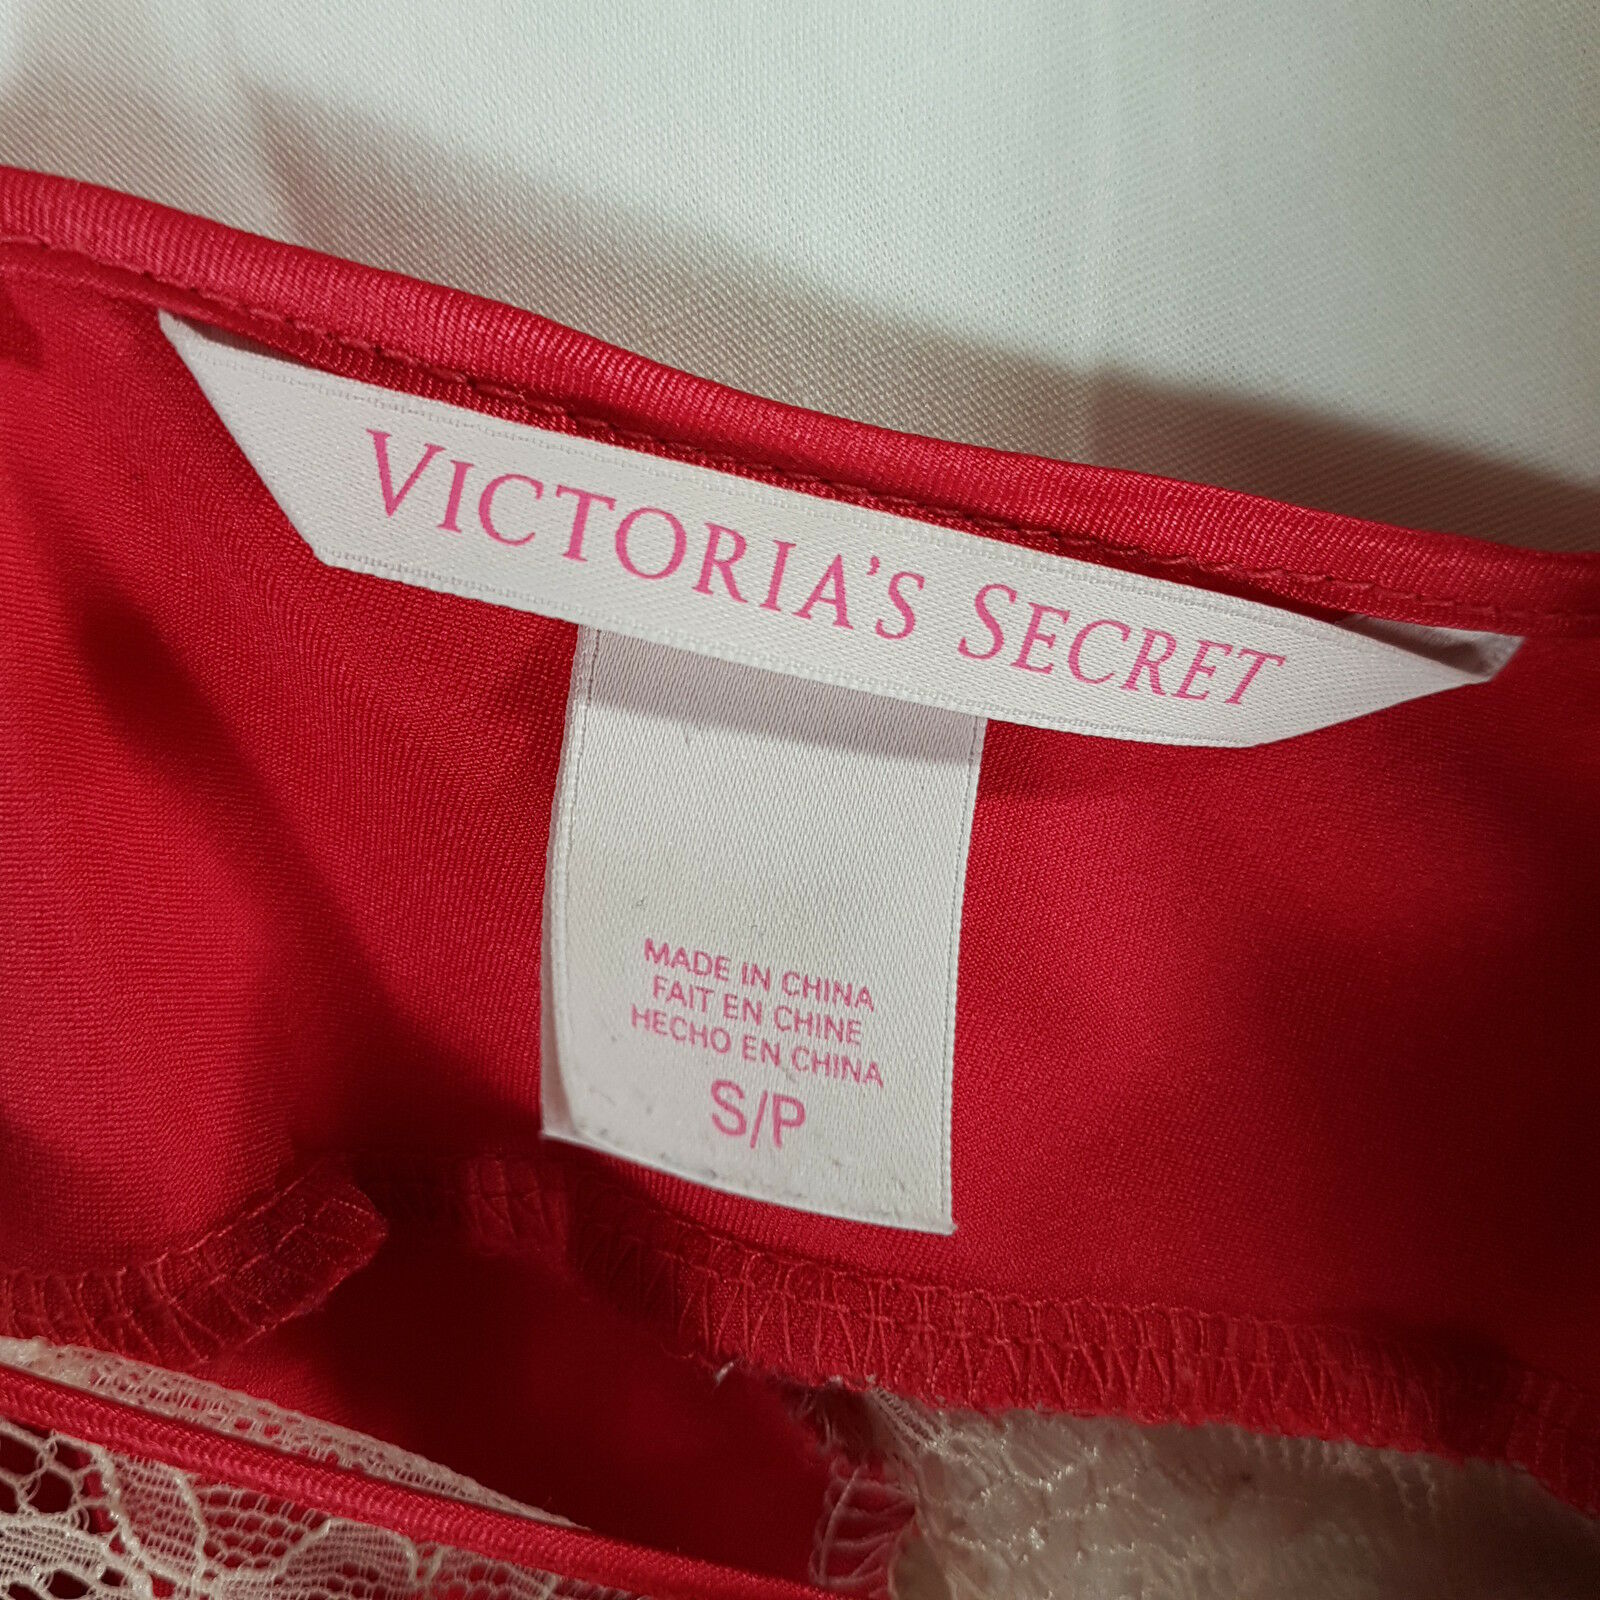 VICTORIA'S SECRET
MADE IN CHINA
FAIT EN CHINE
HECHO EN CHINA
S/P